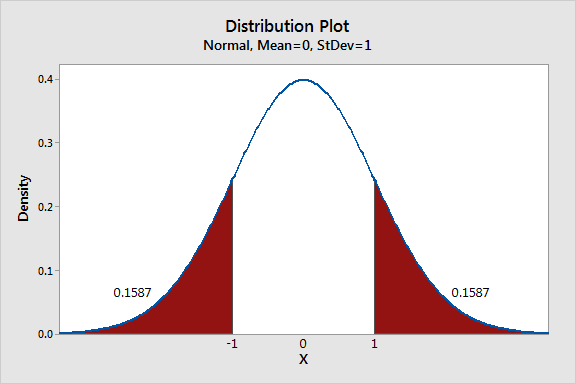 Distribution Plot
Normal, Mean=0, StDev=1
0.4
0.3
0.2
0.1
0.0
Density
0.1587
0.1587
-1
0
1
X